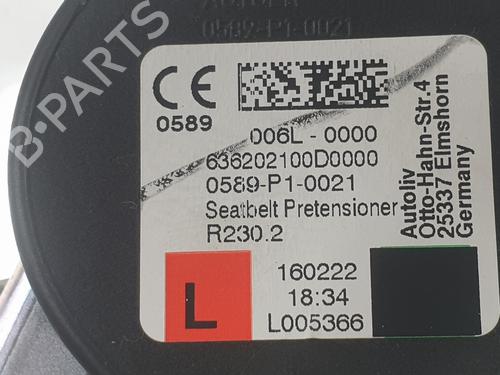 0589-P1-0021
B-PARTS
CE
0589
006L - 0000
636202100D0000
0589-P1-0021
Seatbelt Pretensioner
R230.2
L
160222
18:34
L005366
Autoliv
Otto-Hahn-Str.4
25337 Elmshorn
Germany